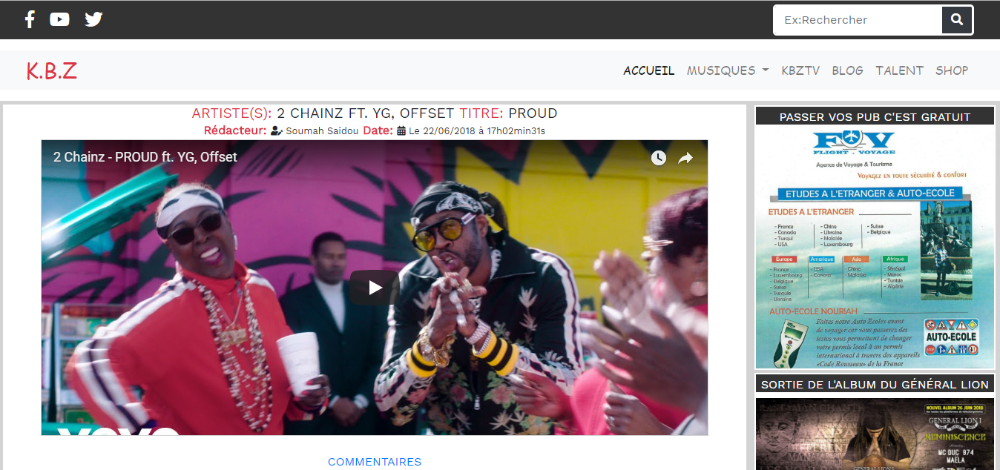 Ex:Rechercher
K.B.Z
ACCUEIL MUSIQUES KBZTV BLOG TALENT SHOP
ARTISTE(S): 2 CHAINZ FT. YG, OFFSET TITRE: PROUD
Rédacteur: Soumah Saidou Date: Le 22/06/2018 à 17h02min31s
2 Chainz - PROUD ft. YG, Offset
vevo
COMMENTAIRES
PASSER VOS PUB C'EST GRATUIT
FLIGHT . VOYAGE
Agence de Voyage & Tourisme
Voyagez en toute sécurité & confort
ETUDES A L'ETRANGER & AUTO-ECOLE
ETUDES A L'ETRANGER
- France - Chine - Suisse
- Canada - Ukraine - Belgique
- Turqui - Malaisie
- USA - Luxembourg
Europe Amerique Asie Afrique
- France - USA - Chine - Sénégal
- Luxembourg - Canara - Malaisie - Maroc
- Belgique - Tunisie
- Suisse - Algérie
- Turquie
- Ukraine
AUTO-ECOLE NOURIAH
Faites notre Auto Ecoles avant
de voyager car vous passerez des
testes vous permeitant de changer
votre permis local à un permis
international à travers des appareils
«Code Rousseau» de la France
STOP
AUTO-ECOLE
SORTIE DE L'ALBUM DU GÉNÉRAL LION
NOUVEL ALBUM 26 JUIN 2018
GENERAL LION I
REMINISCENCE
MC DUC 974
MAELA
GENERAL LION I